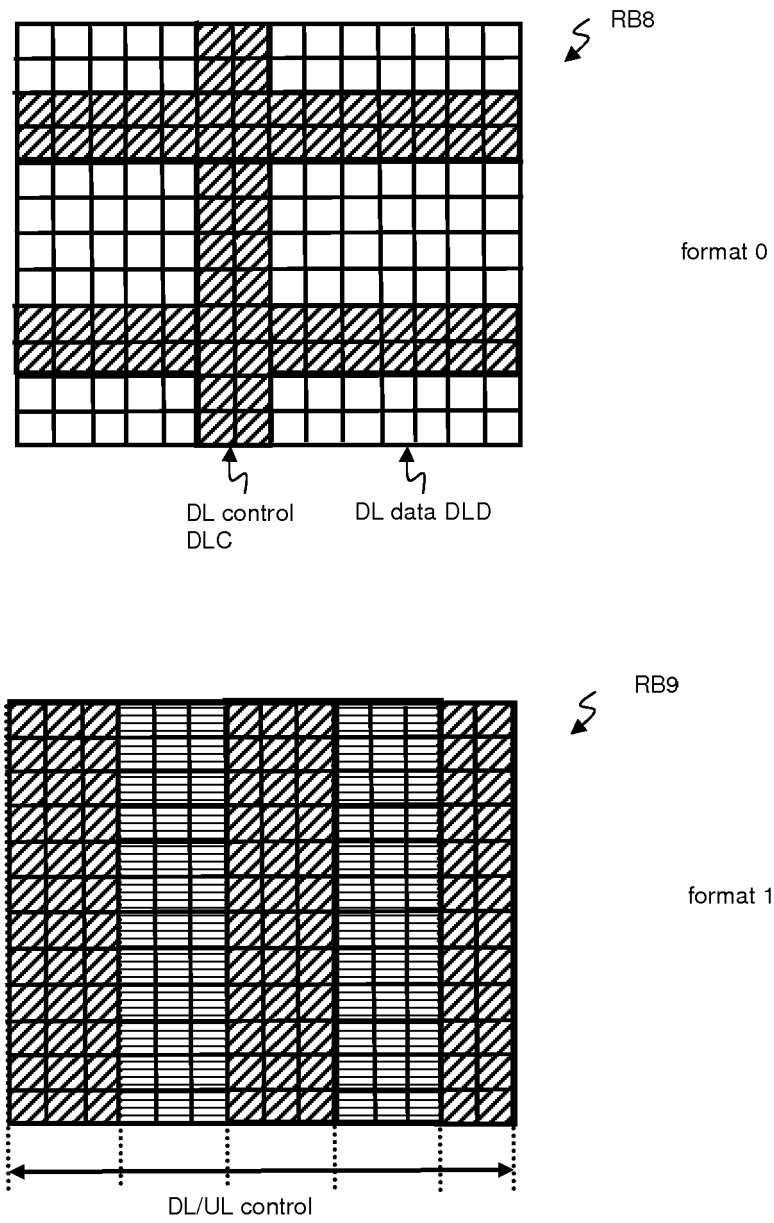 RB8
format 0
DL control
DLC
DL data DLD
RB9
format 1
DL/UL control